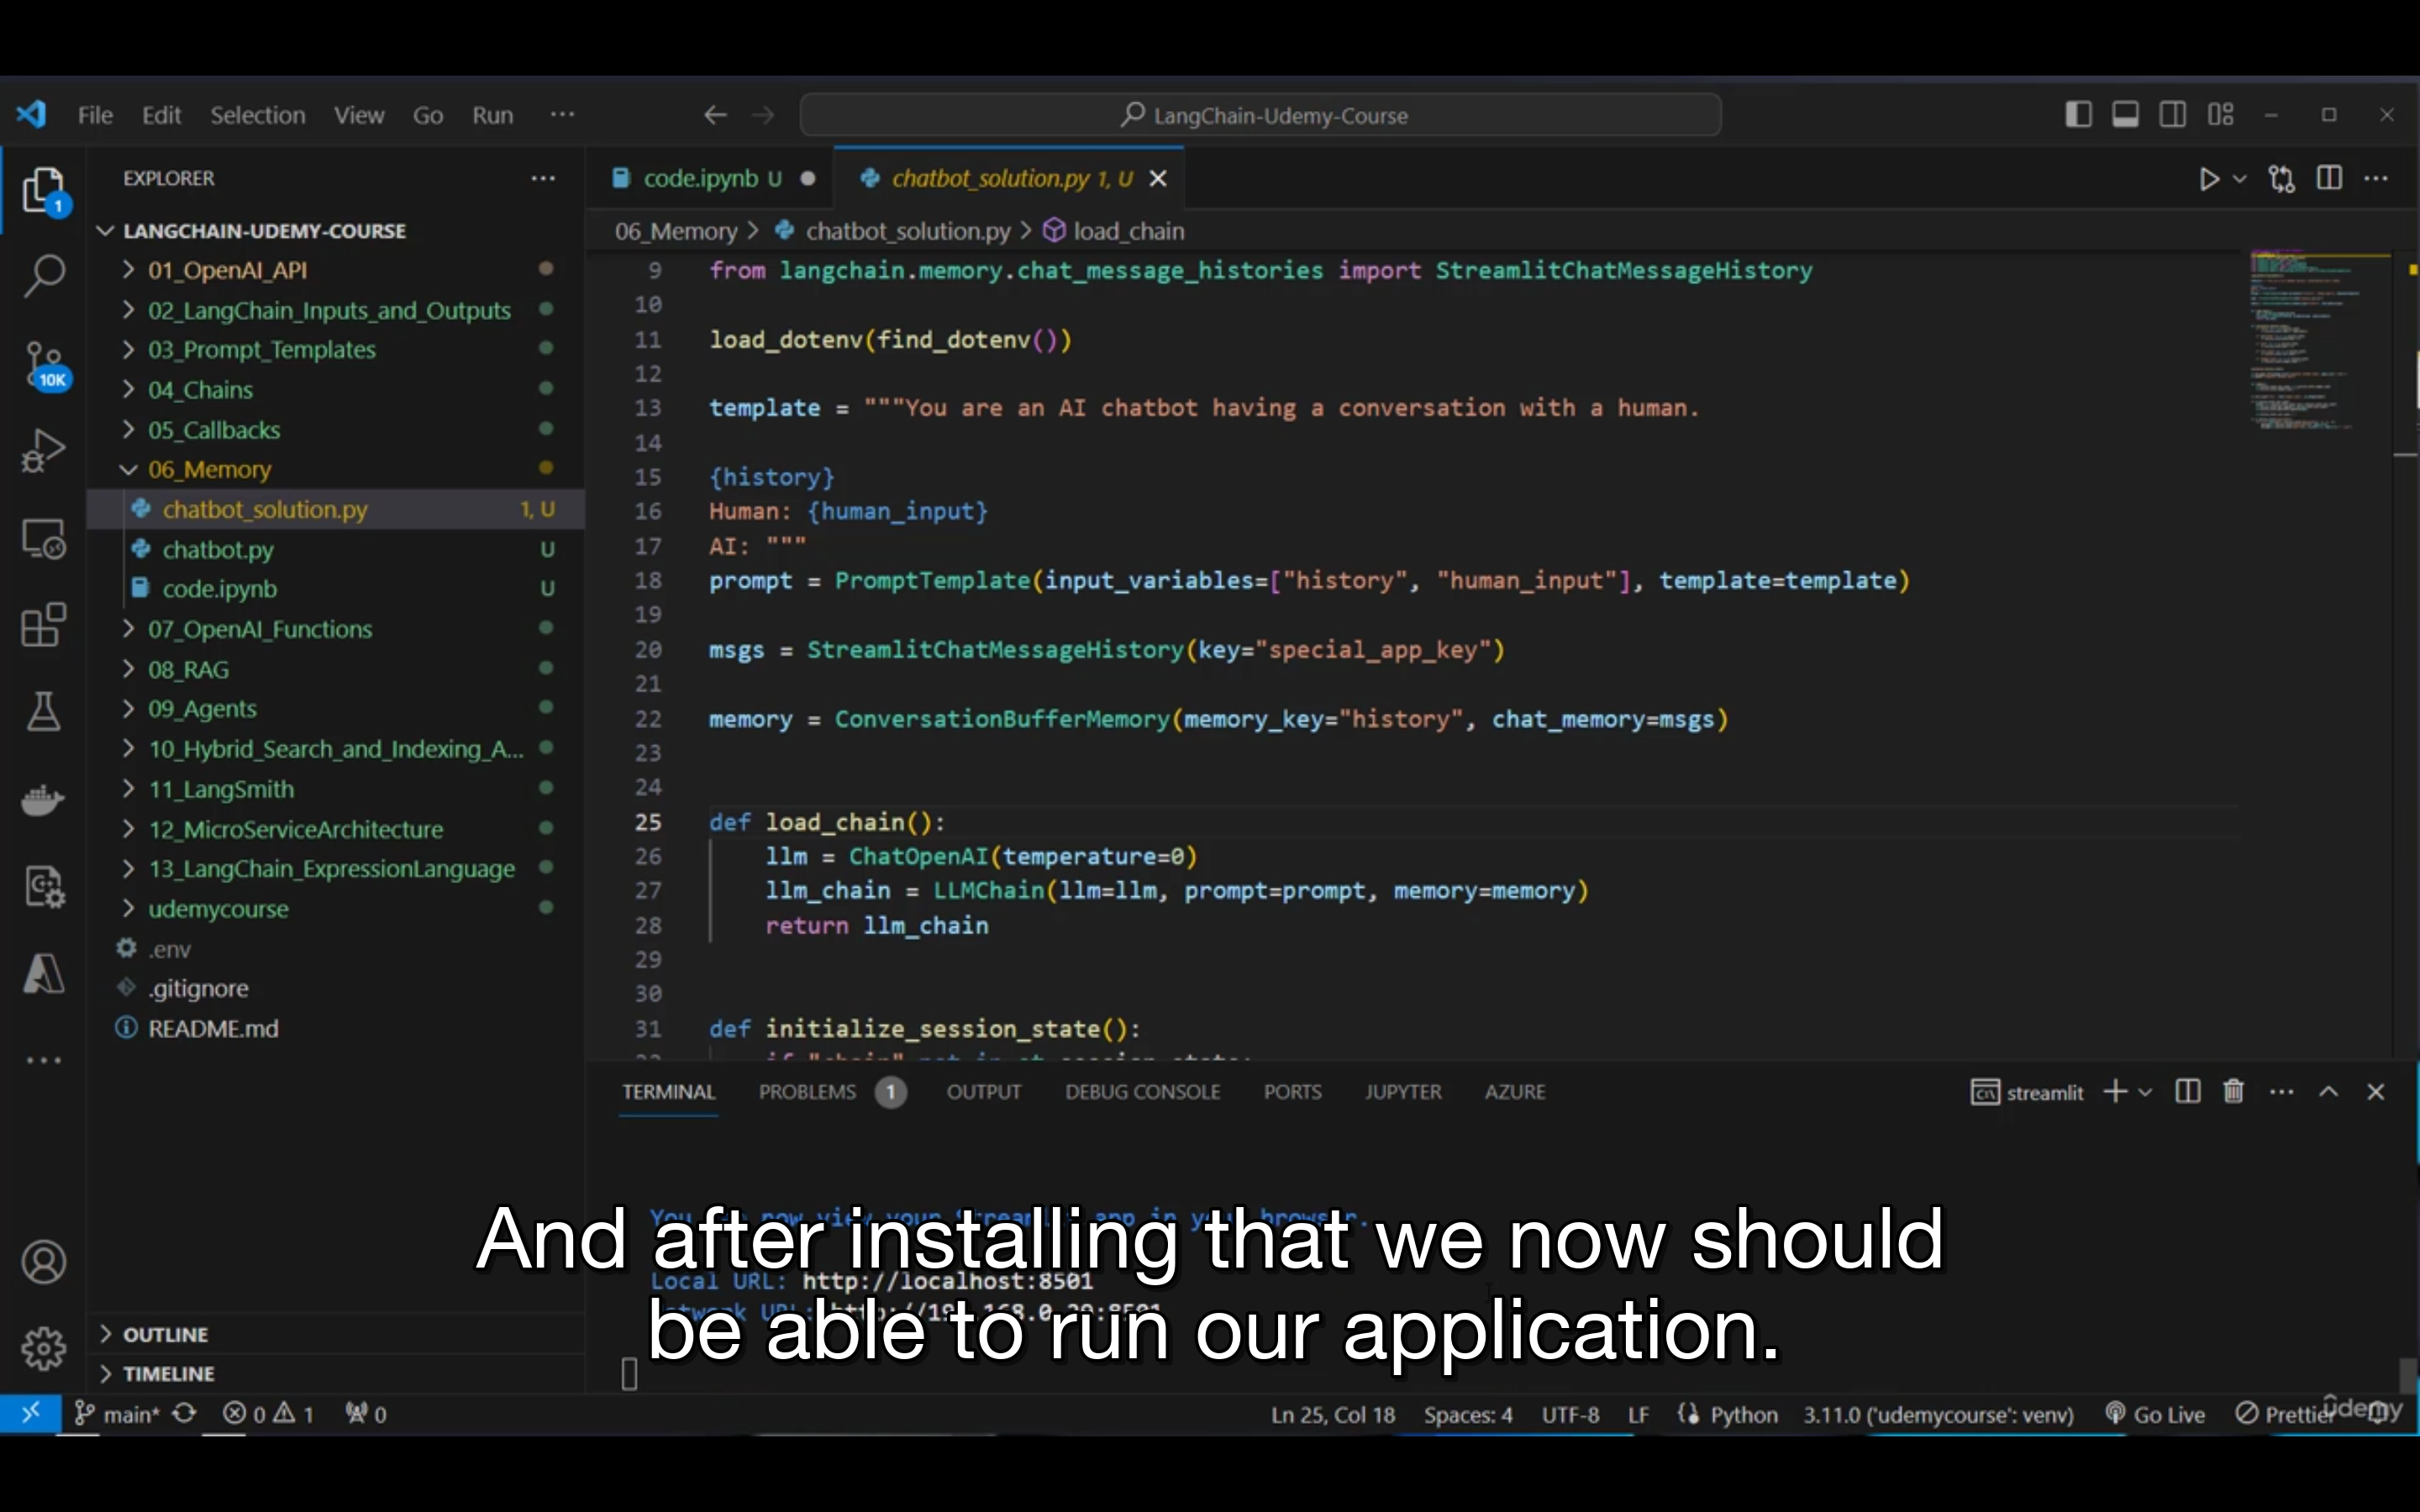 File Edit Selection View Go Run ···
LangChain-Udemy-Course
EXPLORER ···
code.ipynb U
chatbot_solution.py 1, U
06_Memory > chatbot_solution.py > load_chain
LANGCHAIN-UDEMY-COURSE
01_OpenAI_API
02_LangChain_Inputs_and_Outputs
03_Prompt_Templates
04_Chains
05_Callbacks
06_Memory
chatbot_solution.py 1, U
chatbot.py U
code.ipynb U
07_OpenAI_Functions
08_RAG
09_Agents
10_Hybrid_Search_and_Indexing_A...
11_LangSmith
12_MicroServiceArchitecture
13_LangChain_ExpressionLanguage
udemycourse
.env
.gitignore
README.md
OUTLINE
TIMELINE
1
10K
9 from langchain.memory.chat_message_histories import StreamlitChatMessageHistory
10
11 load_dotenv(find_dotenv())
12
13 template = """You are an AI chatbot having a conversation with a human.
14
15 {history}
16 Human: {human_input}
17 AI: """
18 prompt = PromptTemplate(input_variables=["history", "human_input"], template=template)
19
20 msgs = StreamlitChatMessageHistory(key="special_app_key")
21
22 memory = ConversationBufferMemory(memory_key="history", chat_memory=msgs)
23
24
25 def load_chain():
26 llm = ChatOpenAI(temperature=0)
27 llm_chain = LLMChain(llm=llm, prompt=prompt, memory=memory)
28 return llm_chain
29
30
31 def initialize_session_state():
TERMINAL PROBLEMS 1 OUTPUT DEBUG CONSOLE PORTS JUPYTER AZURE
streamlit
now view your Streamlit app in your browser.
Local URL: http://localhost:8501
And after installing that we now should
be able to run our application.
main* 0 1 0
Ln 25, Col 18 Spaces: 4 UTF-8 LF Python 3.11.0 ('udemycourse': venv) Go Live Prettier
ûdemy